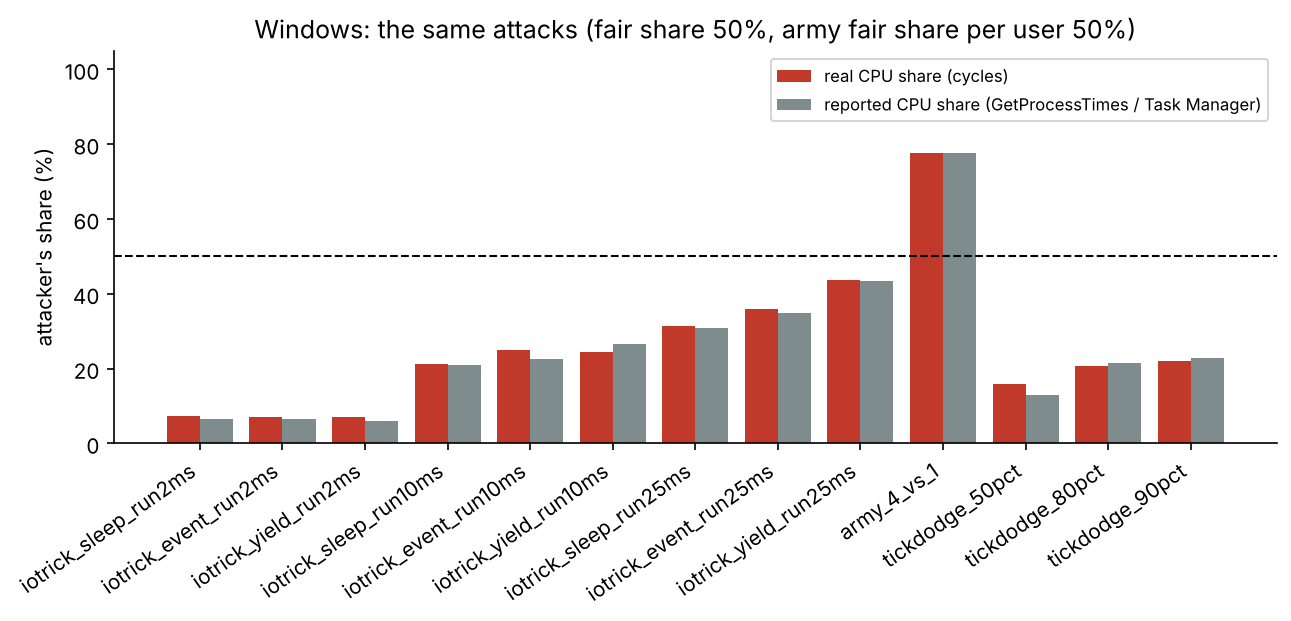 Windows: the same attacks (fair share 50%, army fair share per user 50%)
real CPU share (cycles)
reported CPU share (GetProcessTimes / Task Manager)
attacker's share (%)
100
80
60
40
20
0
iotrick_sleep_run2ms
iotrick_event_run2ms
iotrick_yield_run2ms
iotrick_sleep_run10ms
iotrick_event_run10ms
iotrick_yield_run10ms
iotrick_sleep_run25ms
iotrick_event_run25ms
iotrick_yield_run25ms
army_4_vs_1
tickdodge_50pct
tickdodge_80pct
tickdodge_90pct